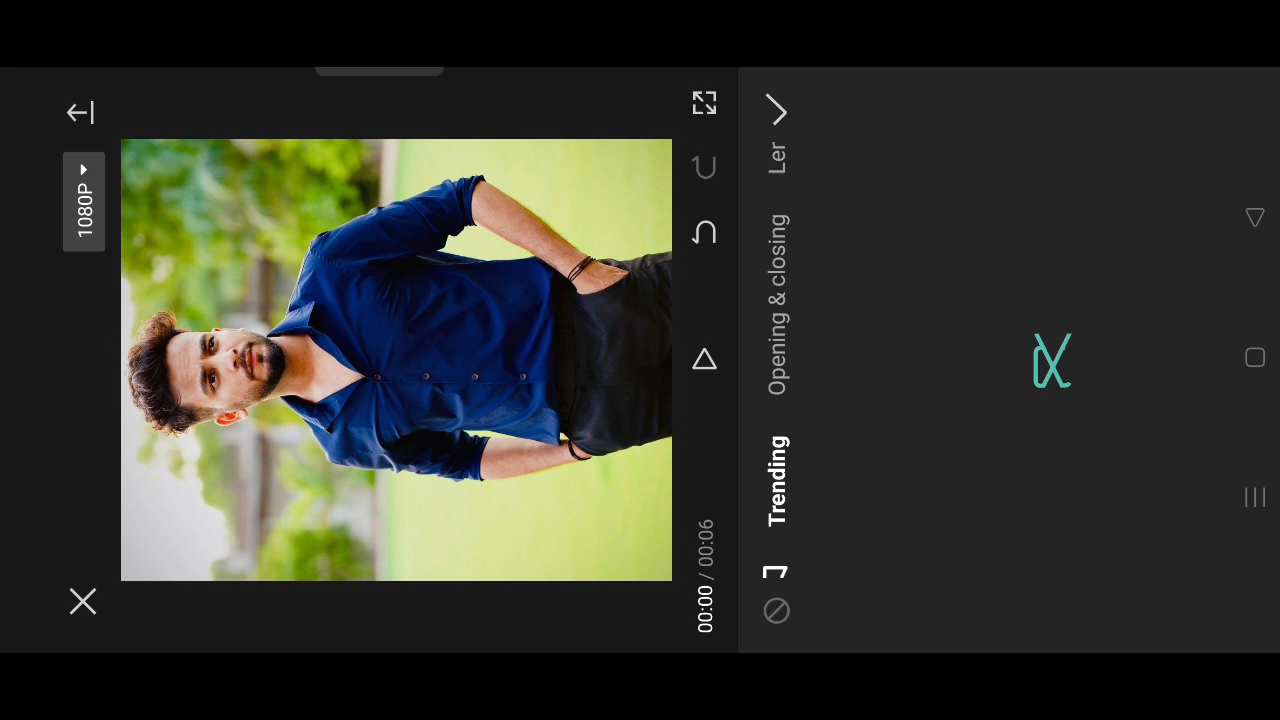 1080P
00:00 / 00:06
Trending
Opening & closing
Ler